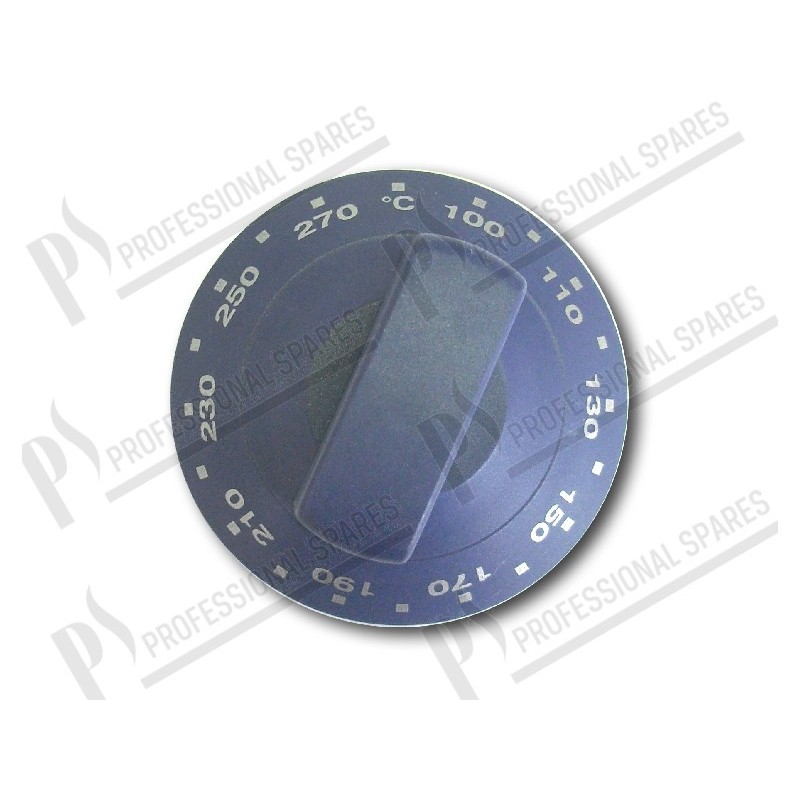 °C
100
110
130
150
170
190
210
230
250
270
PS PROFESSIONAL SPARES
PS PROFESSIONAL SPARES
PS PROFESSIONAL SPARES
PS PROFESSIONAL SPARES
PS PROFESSIONAL SPARES
PS PROFESSIONAL SPARES